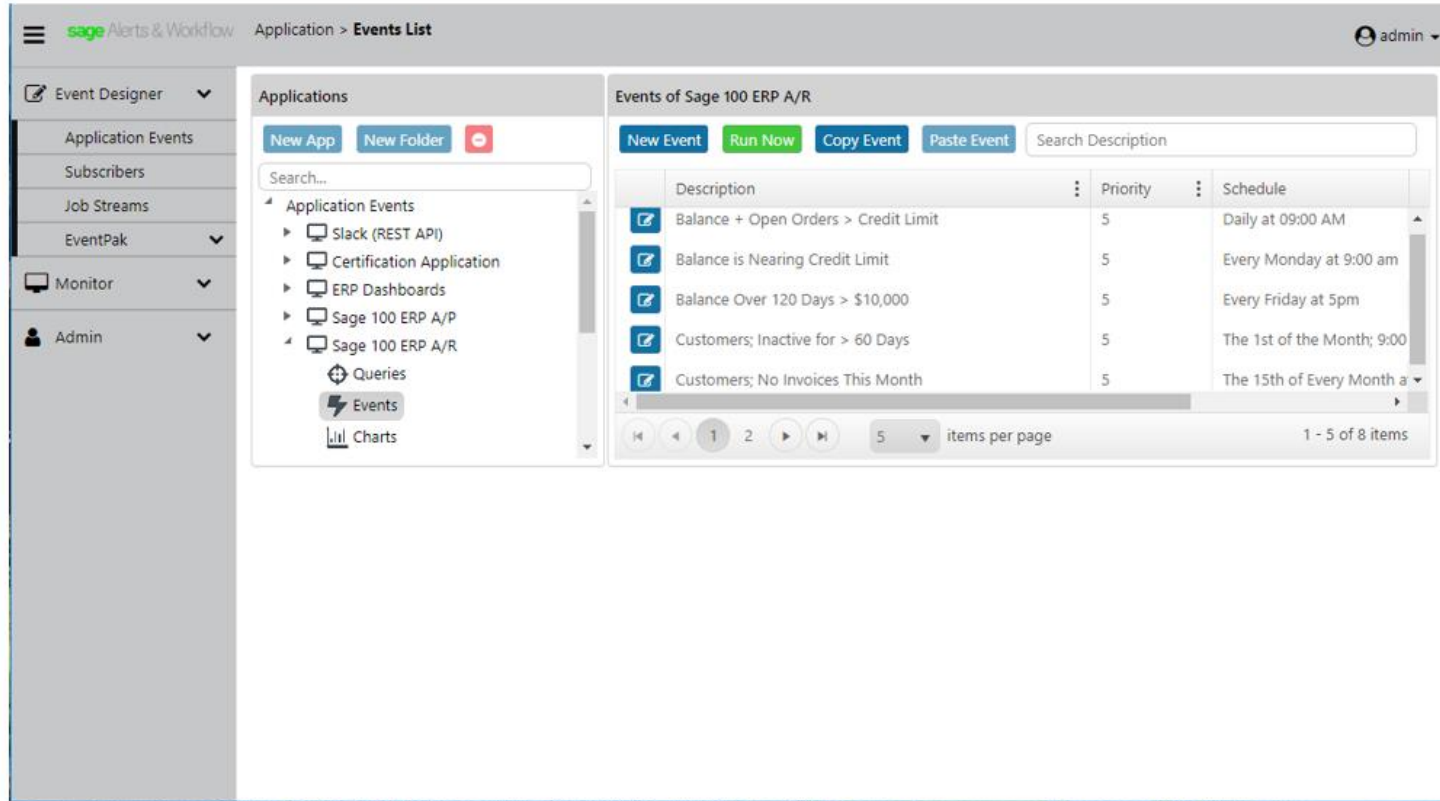 sage Alerts & Workflow
Application > Events List
admin
Event Designer
Application Events
Subscribers
Job Streams
EventPak
Monitor
Admin
Applications
New App
New Folder
Search...
Application Events
Slack (REST API)
Certification Application
ERP Dashboards
Sage 100 ERP A/P
Sage 100 ERP A/R
Queries
Events
Charts
Events of Sage 100 ERP A/R
New Event Run Now Copy Event Paste Event Search Description
Description Priority Schedule
Balance + Open Orders > Credit Limit 5 Daily at 09:00 AM
Balance is Nearing Credit Limit 5 Every Monday at 9:00 am
Balance Over 120 Days > $10,000 5 Every Friday at 5pm
Customers; Inactive for > 60 Days 5 The 1st of the Month; 9:00
Customers; No Invoices This Month 5 The 15th of Every Month
1 2 5 items per page 1 - 5 of 8 items